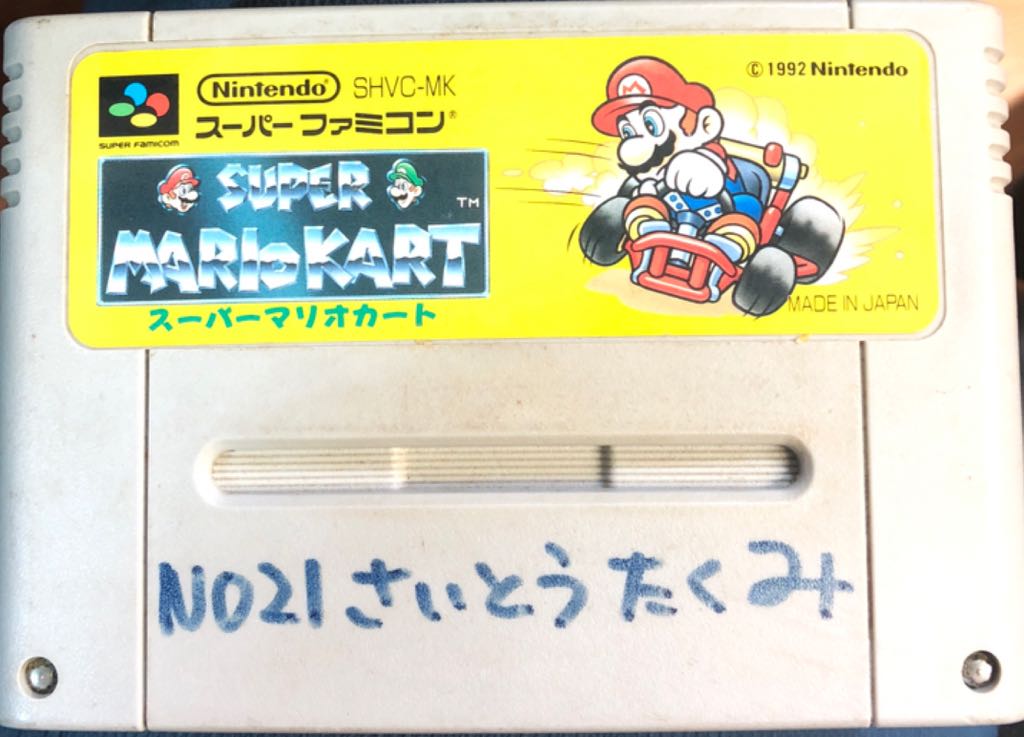 Nintendo® SHVC-MK
スーパーファミコン®
SUPER FAMICOM
© 1992 Nintendo
SUPER
MARIO KART TM
スーパーマリオカート
MADE IN JAPAN
NO21 さいとう たくみ